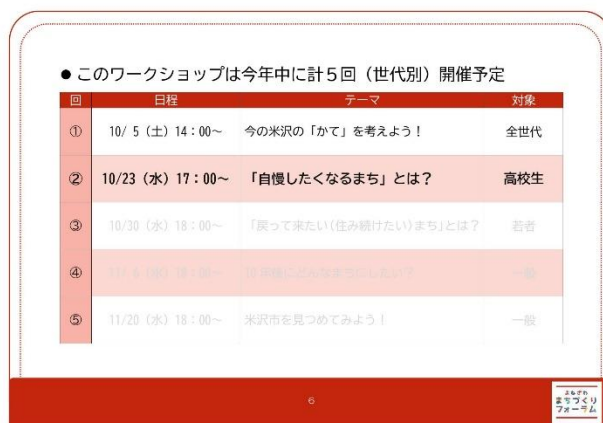 ● このワークショップは今年中に計５回（世代別）開催予定
回 日程 テーマ 対象
① 10/ 5（土）14：00～ 今の米沢の「かて」を考えよう！ 全世代
② 10/23（水）17：00～ 「自慢したくなるまち」とは？ 高校生
③ 10/30（水）18：00～ 「戻って来たい（住み続けたい）まち」とは？ 若者
④ 一般
⑤ 11/20（水）18：00～ 米沢市を見つめてみよう！ 一般
6
まちづくり
フォーラム